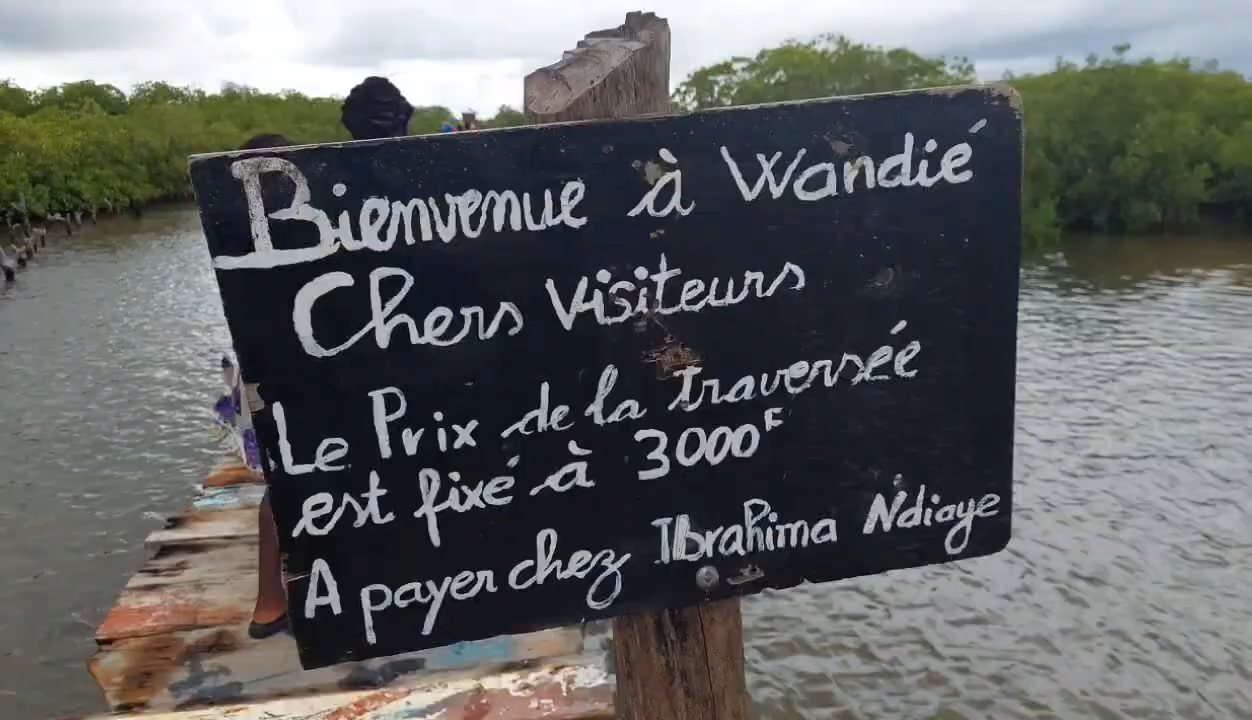 Bienvenue à Wandié
Chers Visiteurs
Le Prix de la traversée
est fixé à 3000F
A payer chez Ibrahima Ndiaye